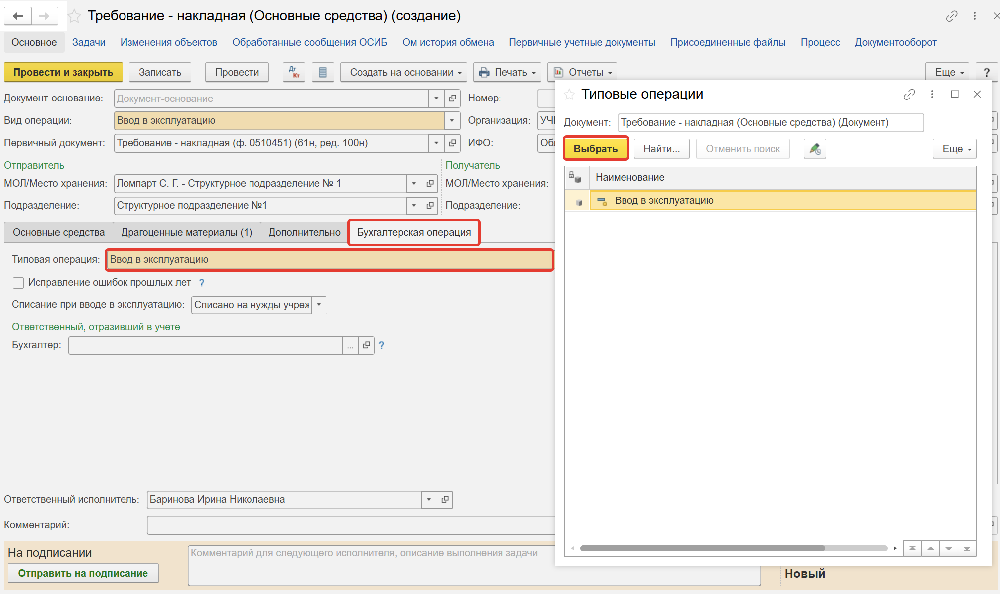 Требование - накладная (Основные средства) (создание)
Основное Задачи Изменения объектов Обработанные сообщения ОСИБ Ом история обмена Первичные учетные документы Присоединенные файлы Процесс Документооборот
Провести и закрыть Записать Провести Дт Кт Создать на основании Печать Отчеты Еще ?
Документ-основание: Документ-основание Номер:
Вид операции: Ввод в эксплуатацию Организация:
Первичный документ: Требование - накладная (ф. 0510451) (61н, ред. 100н) ИФО:
Отправитель Получатель
МОЛ/Место хранения: Ломпарт С. Г. - Структурное подразделение № 1 МОЛ/Место хранения:
Подразделение: Структурное подразделение №1 Подразделение:
Основные средства Драгоценные материалы (1) Дополнительно Бухгалтерская операция
Типовая операция: Ввод в эксплуатацию
Исправление ошибок прошлых лет ?
Списание при вводе в эксплуатацию: Списано на нужды учреж
Ответственный, отразивший в учете
Бухгалтер: ... ?
Ответственный исполнитель: Баринова Ирина Николаевна
Комментарий:
На подписании Комментарий для следующего исполнителя, описание выполнения задачи
Отправить на подписание Новый
Типовые операции
Документ: Требование - накладная (Основные средства) (Документ)
Выбрать Найти... Отменить поиск Еще
Наименование
Ввод в эксплуатацию